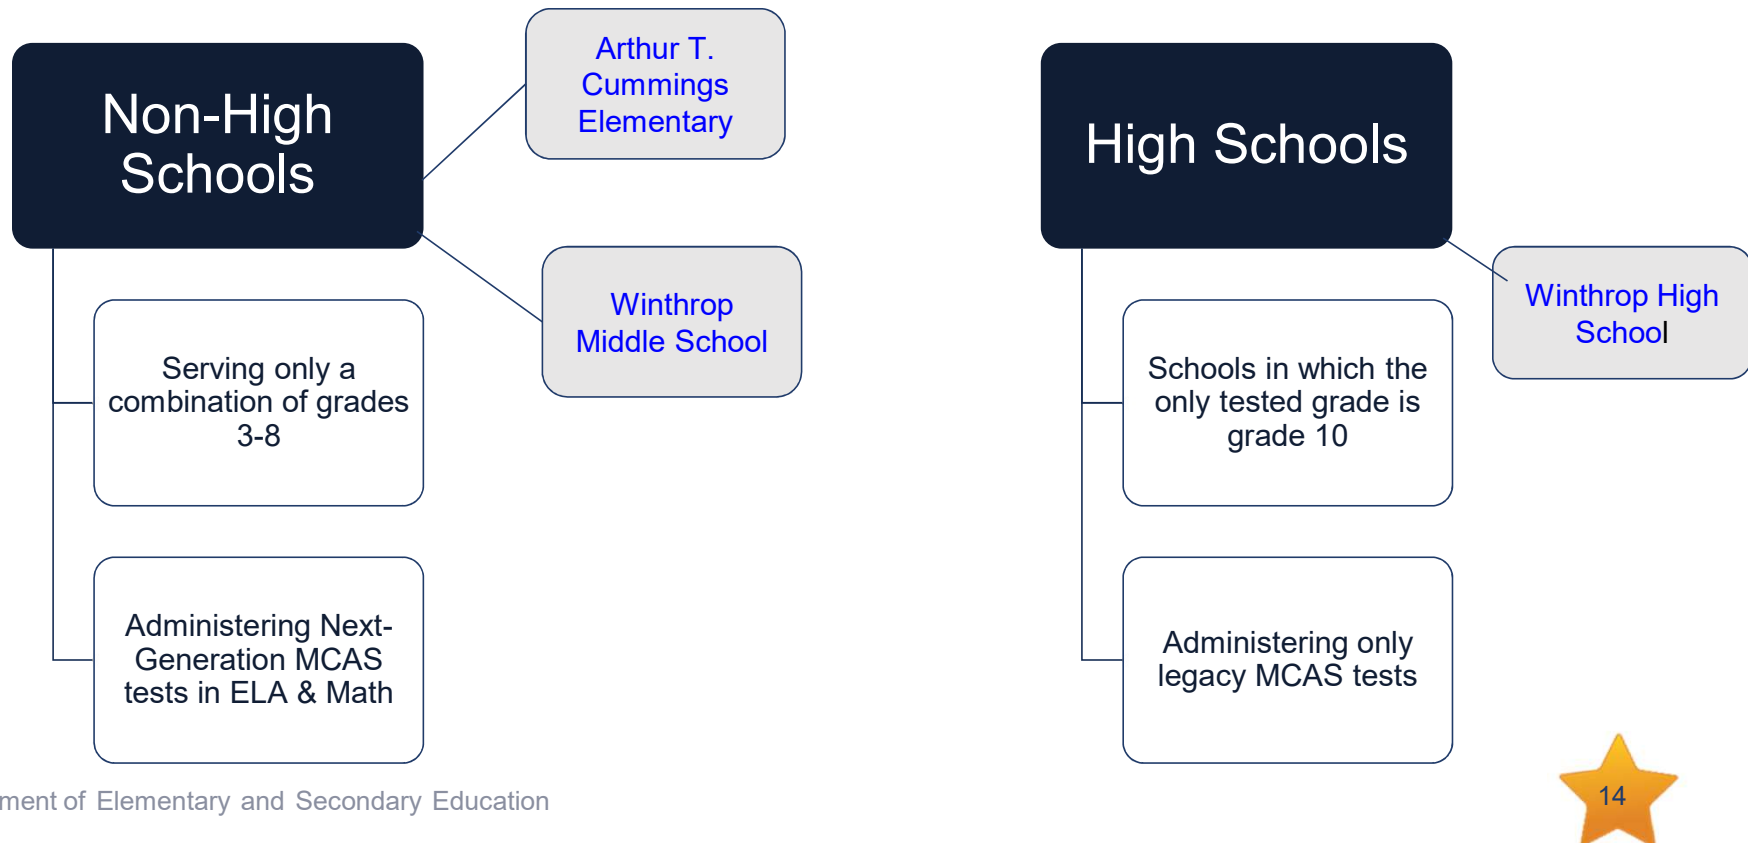 Non-High
Schools
Arthur T.
Cummings
Elementary
Winthrop
Middle School
Serving only a
combination of grades
3-8
Administering Next-
Generation MCAS
tests in ELA & Math
High Schools
Winthrop High
School
Schools in which the
only tested grade is
grade 10
Administering only
legacy MCAS tests
ment of Elementary and Secondary Education
14